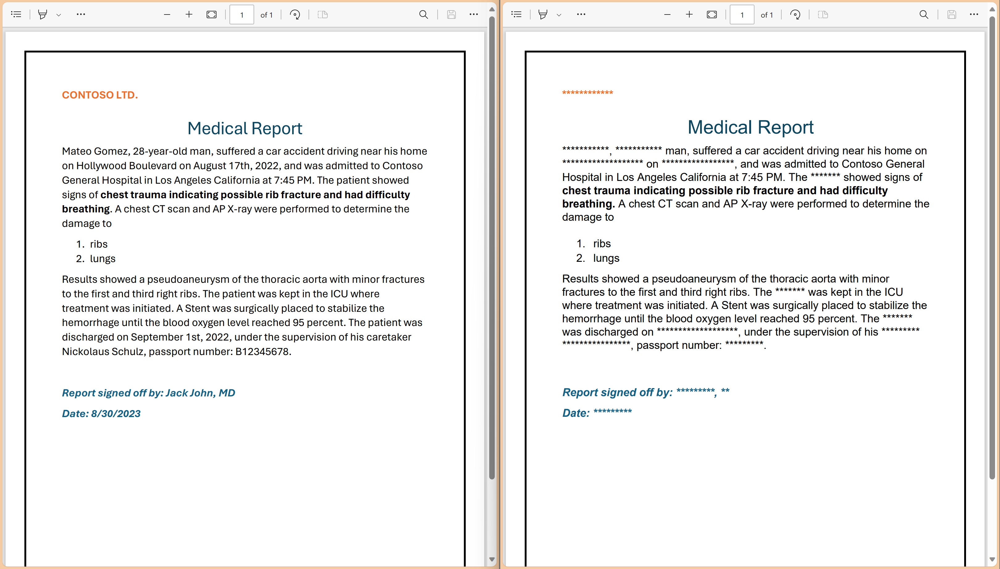 1 of 1
CONTOSO LTD.
Medical Report
Mateo Gomez, 28-year-old man, suffered a car accident driving near his home
on Hollywood Boulevard on August 17th, 2022, and was admitted to Contoso
General Hospital in Los Angeles California at 7:45 PM. The patient showed
signs of chest trauma indicating possible rib fracture and had difficulty
breathing. A chest CT scan and AP X-ray were performed to determine the
damage to
1. ribs
2. lungs
Results showed a pseudoaneurysm of the thoracic aorta with minor fractures
to the first and third right ribs. The patient was kept in the ICU where
treatment was initiated. A Stent was surgically placed to stabilize the
hemorrhage until the blood oxygen level reached 95 percent. The patient was
discharged on September 1st, 2022, under the supervision of his caretaker
Nickolaus Schulz, passport number: B12345678.
Report signed off by: Jack John, MD
Date: 8/30/2023
1 of 1
************
Medical Report
***********, *********** man, suffered a car accident driving near his home on
******************* on *****************, and was admitted to Contoso General
Hospital in Los Angeles California at 7:45 PM. The ******* showed signs of
chest trauma indicating possible rib fracture and had difficulty
breathing. A chest CT scan and AP X-ray were performed to determine the
damage to
1. ribs
2. lungs
Results showed a pseudoaneurysm of the thoracic aorta with minor
fractures to the first and third right ribs. The ******* was kept in the ICU
where treatment was initiated. A Stent was surgically placed to stabilize the
hemorrhage until the blood oxygen level reached 95 percent. The *******
was discharged on *******************, under the supervision of his *********
****************, passport number: *********.
Report signed off by: *********, **
Date: *********